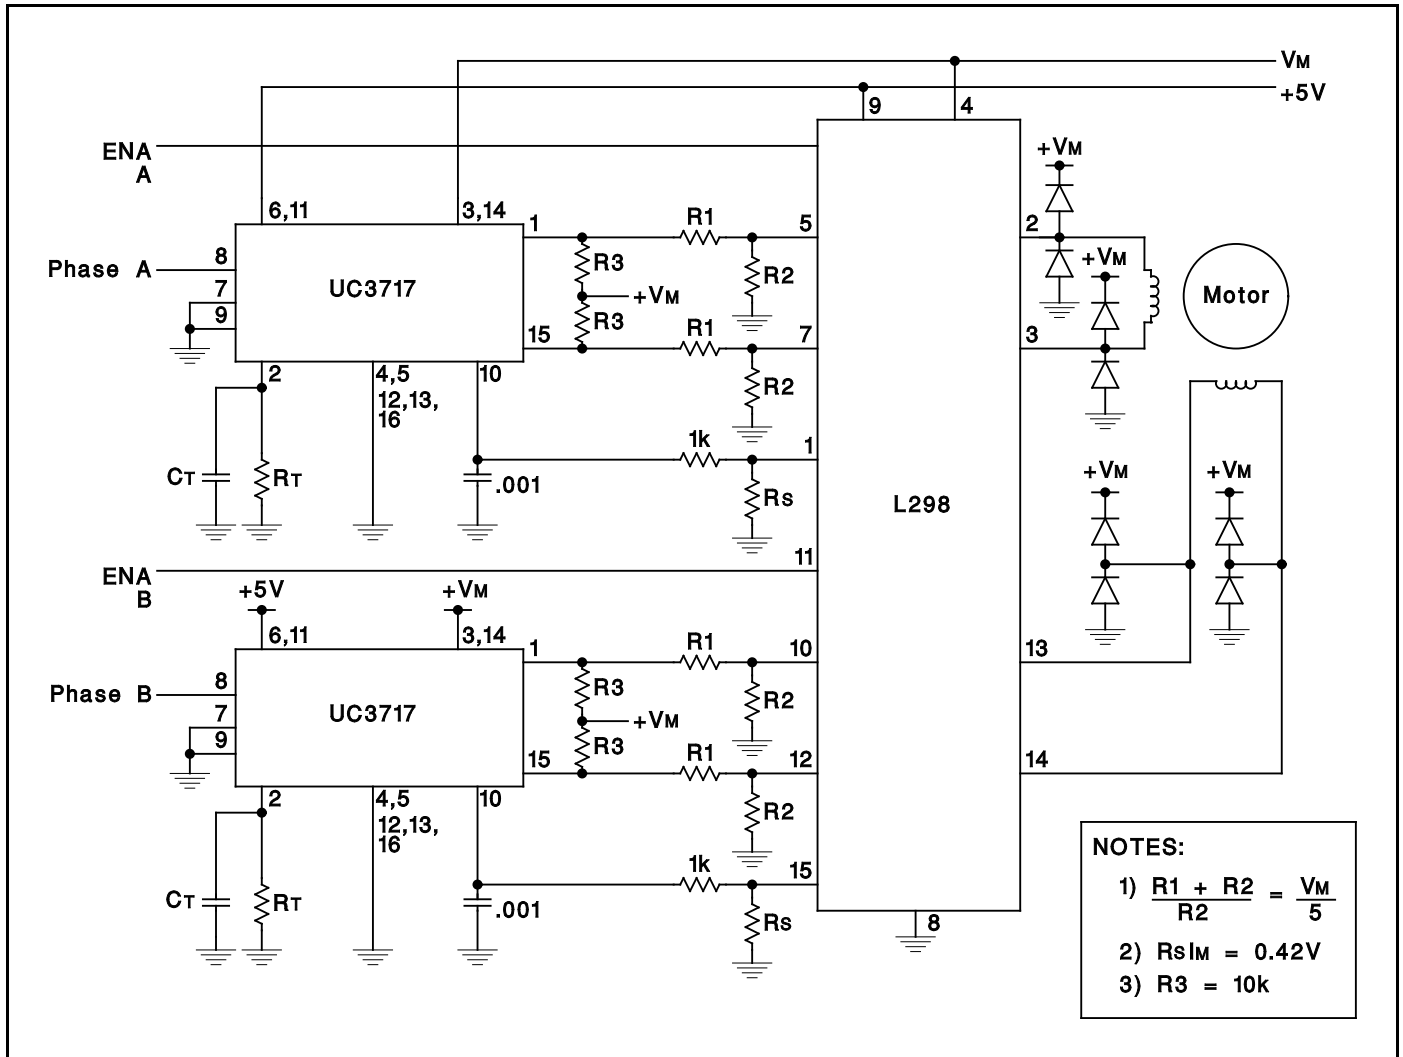 VM
+5V
9 4
ENA
A
+VM
6,11 3,14 1 R1 5 2
Phase A 8 R3 R2 +VM
UC3717
7
+VM
Motor
9 R3
15 R1 7 3
2 4,5 10 R2
12,13,
16
1k 1
CT RT .001 Rs
+VM +VM
L298
11
ENA
B
+5V +VM
6,11 3,14 1 R1 10 13
Phase B 8 R3 R2
UC3717
7
+VM
9 R3
15 R1 12 14
2 4,5 10 R2
12,13,
16
1k 15
CT RT .001 Rs
8
NOTES:
1) R1 + R2 = VM
R2 5
2) RsIM = 0.42V
3) R3 = 10k